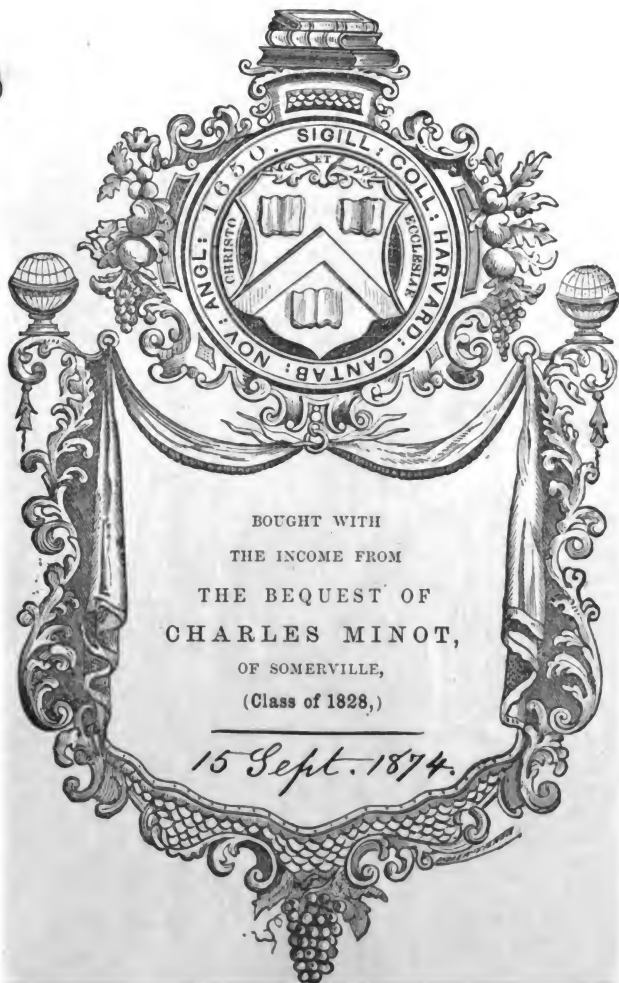 SIGILL: COLL: HARVARD: CANTAB: NOV: ANGL: 1650.
CHRISTO
ET
ECCLESIAE
BOUGHT WITH
THE INCOME FROM
THE BEQUEST OF
CHARLES MINOT,
OF SOMERVILLE,
(Class of 1828,)
15 Sept. 1874.